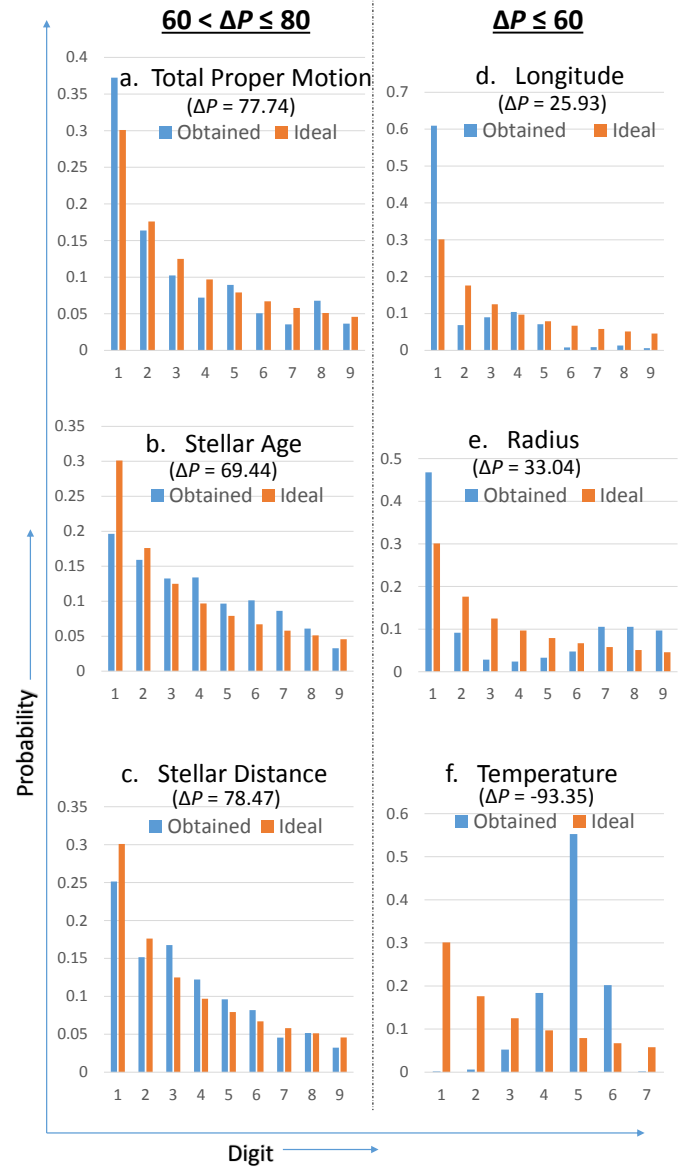 60 < ΔP ≤ 80
ΔP ≤ 60
a. Total Proper Motion
(ΔP = 77.74)
Obtained Ideal
0.4
0.35
0.3
0.25
0.2
0.15
0.1
0.05
0
1 2 3 4 5 6 7 8 9
b. Stellar Age
(ΔP = 69.44)
Obtained Ideal
0.35
0.3
0.25
0.2
0.15
0.1
0.05
0
1 2 3 4 5 6 7 8 9
c. Stellar Distance
(ΔP = 78.47)
Obtained Ideal
0.35
0.3
0.25
0.2
0.15
0.1
0.05
0
1 2 3 4 5 6 7 8 9
d. Longitude
(ΔP = 25.93)
Obtained Ideal
0.7
0.6
0.5
0.4
0.3
0.2
0.1
0
1 2 3 4 5 6 7 8 9
e. Radius
(ΔP = 33.04)
Obtained Ideal
0.5
0.4
0.3
0.2
0.1
0
1 2 3 4 5 6 7 8 9
f. Temperature
(ΔP = -93.35)
Obtained Ideal
0.6
0.5
0.4
0.3
0.2
0.1
0
1 2 3 4 5 6 7
Probability
Digit